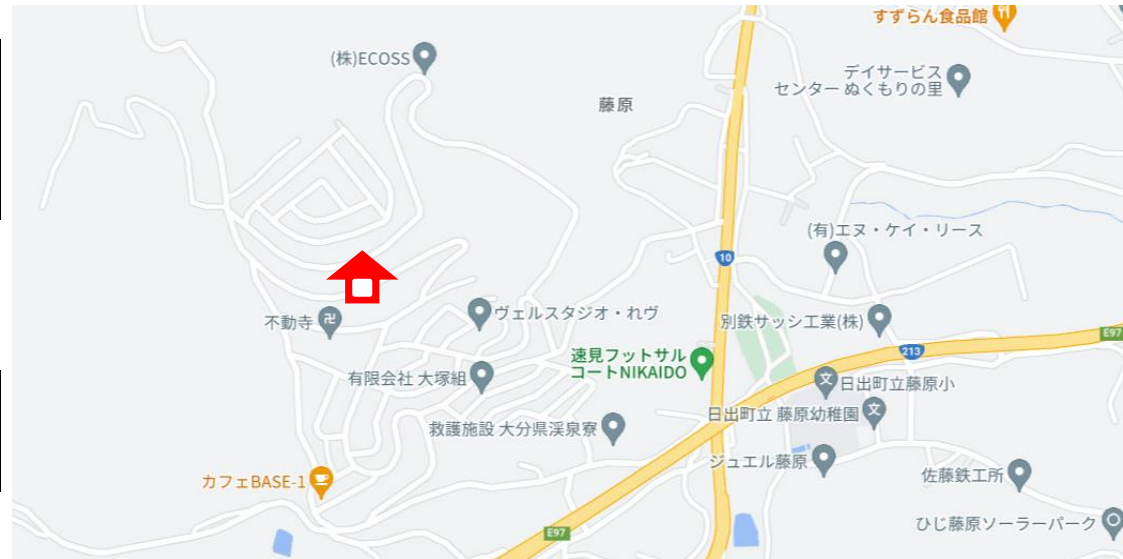 すずらん食品館
(株)ECOSS
デイサービス
センター ぬくもりの里
藤原
(有)エヌ・ケイ・リース
10
不動寺
ヴェルスタジオ・れヴ
別鉄サッシ工業(株)
E97
213
速見フットサル
コートNIKAIDO
有限会社 大塚組
文
日出町立藤原小
日出町立 藤原幼稚園
文
救護施設 大分県渓泉寮
ジュエル藤原
佐藤鉄工所
カフェBASE-1
ひじ藤原ソーラーパーク
E97